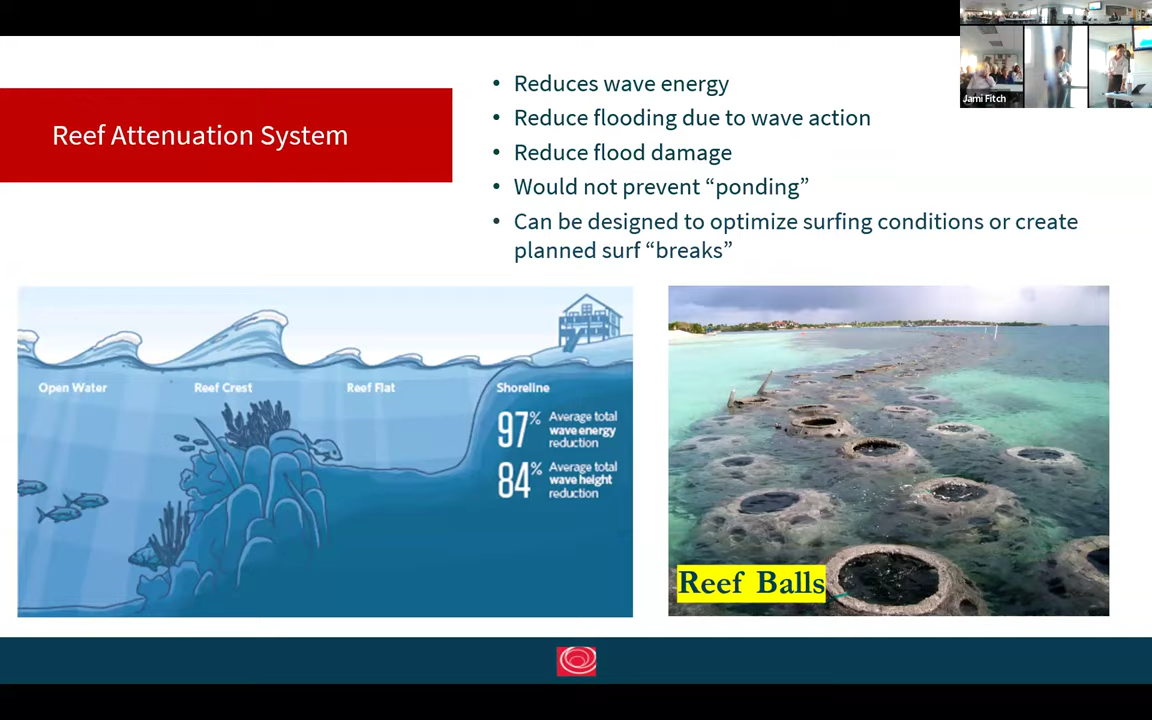 Jami Fitch
Reef Attenuation System
• Reduces wave energy
• Reduce flooding due to wave action
• Reduce flood damage
• Would not prevent “ponding”
• Can be designed to optimize surfing conditions or create
planned surf “breaks”
Open Water
Reef Crest
Reef Flat
Shoreline
97% Average total
wave energy
reduction
84% Average total
wave height
reduction
Reef Balls